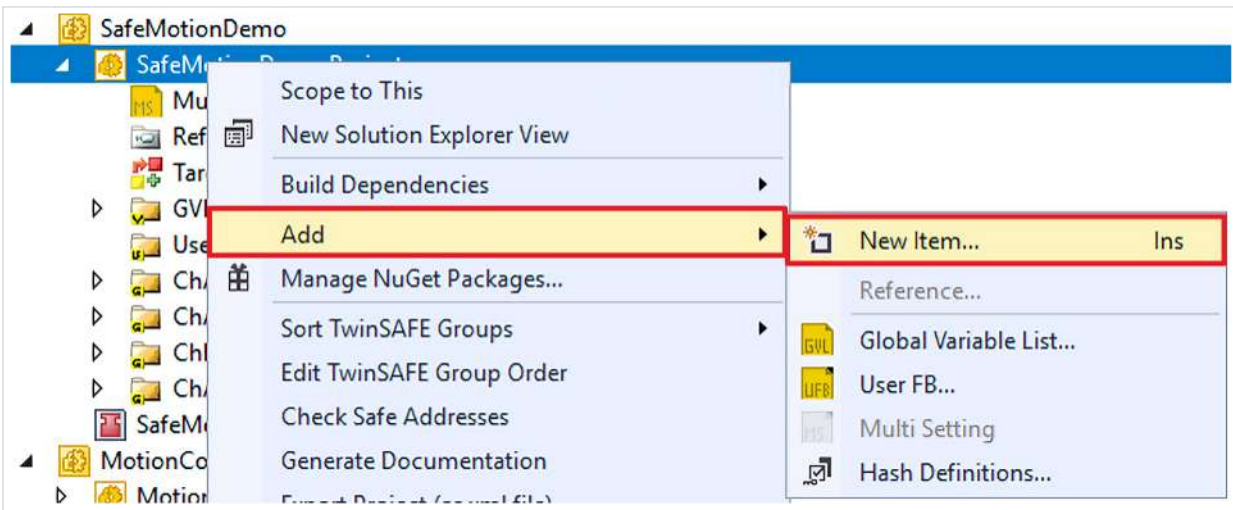 SafeMotionDemo
SafeM
Mu
Ref
Tar
GV
Use
Ch
Ch
Ch
Ch
SafeM
MotionCo
Motion
Scope to This
New Solution Explorer View
Build Dependencies
Add
Manage NuGet Packages...
Sort TwinSAFE Groups
Edit TwinSAFE Group Order
Check Safe Addresses
Generate Documentation
New Item... Ins
Reference...
GVL Global Variable List...
UFB User FB...
MS Multi Setting
Hash Definitions...